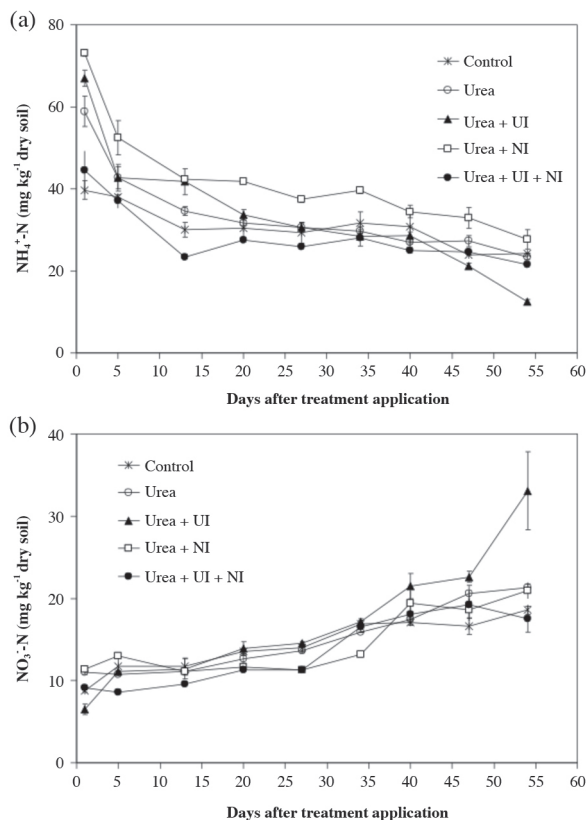 (a)
80
60
40
20
0
NH₄⁺-N (mg kg⁻¹ dry soil)
Control
Urea
Urea + UI
Urea + NI
Urea + UI + NI
0 5 10 15 20 25 30 35 40 45 50 55 60
Days after treatment application
(b)
40
30
20
10
0
NO₃⁻-N (mg kg⁻¹ dry soil)
Control
Urea
Urea + UI
Urea + NI
Urea + UI + NI
0 5 10 15 20 25 30 35 40 45 50 55 60
Days after treatment application